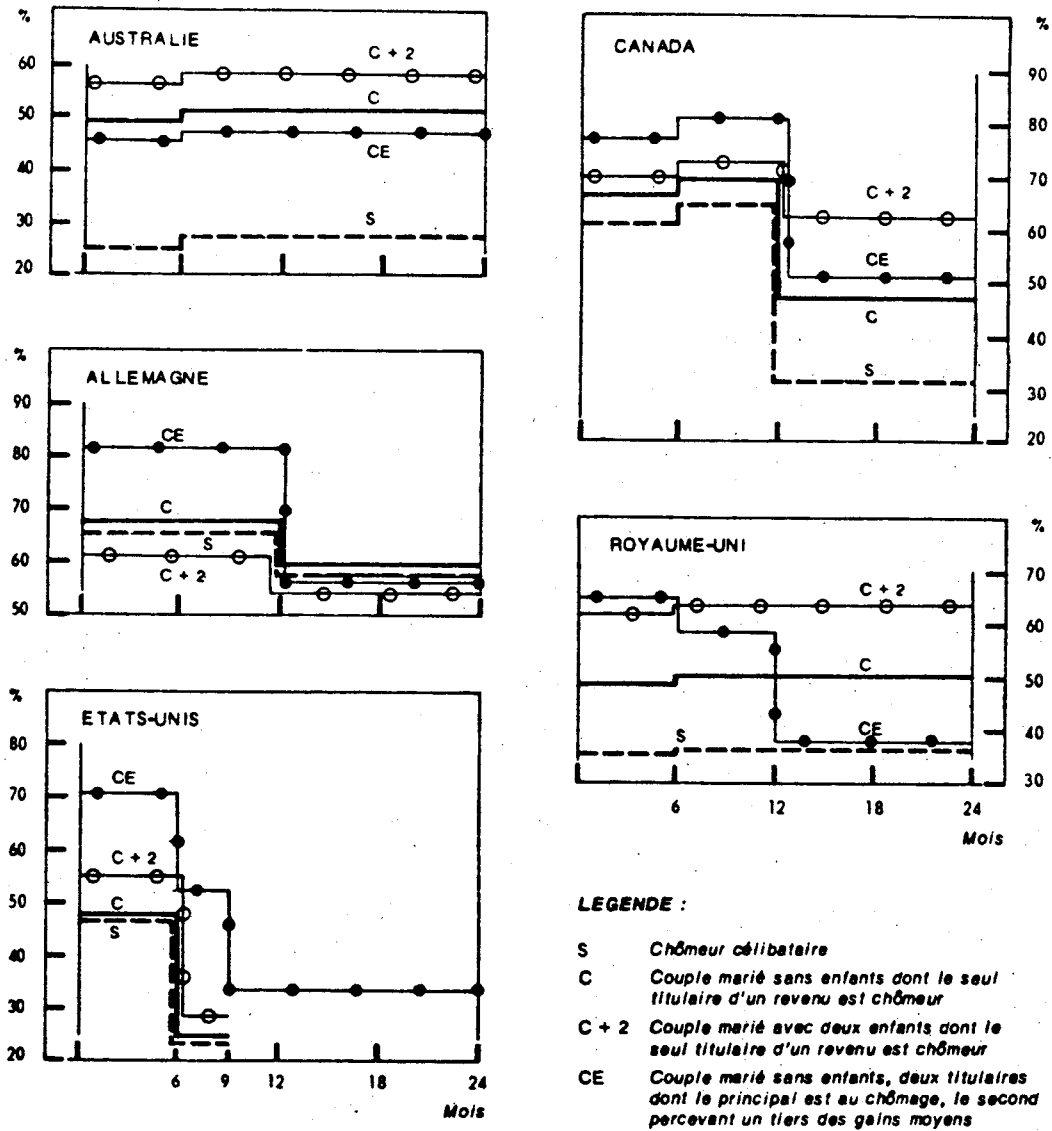 %
AUSTRALIE
60
50
40
30
20
C + 2
C
CE
S
CANADA
%
90
80
70
60
50
40
30
20
C + 2
CE
C
S
%
ALLEMAGNE
90
80
70
60
50
CE
C
S
C + 2
ROYAUME-UNI
%
70
60
50
40
30
C + 2
C
S
CE
6 12 18 24
Mois
%
ETATS-UNIS
80
70
60
50
40
30
20
CE
C + 2
C
S
6 9 12 18 24
Mois
LEGENDE :
S Chômeur célibataire
C Couple marié sans enfants dont le seul
titulaire d'un revenu est chômeur
C + 2 Couple marié avec deux enfants dont le
seul titulaire d'un revenu est chômeur
CE Couple marié sans enfants, deux titulaires
dont le principal est au chômage, le second
percevant un tiers des gains moyens